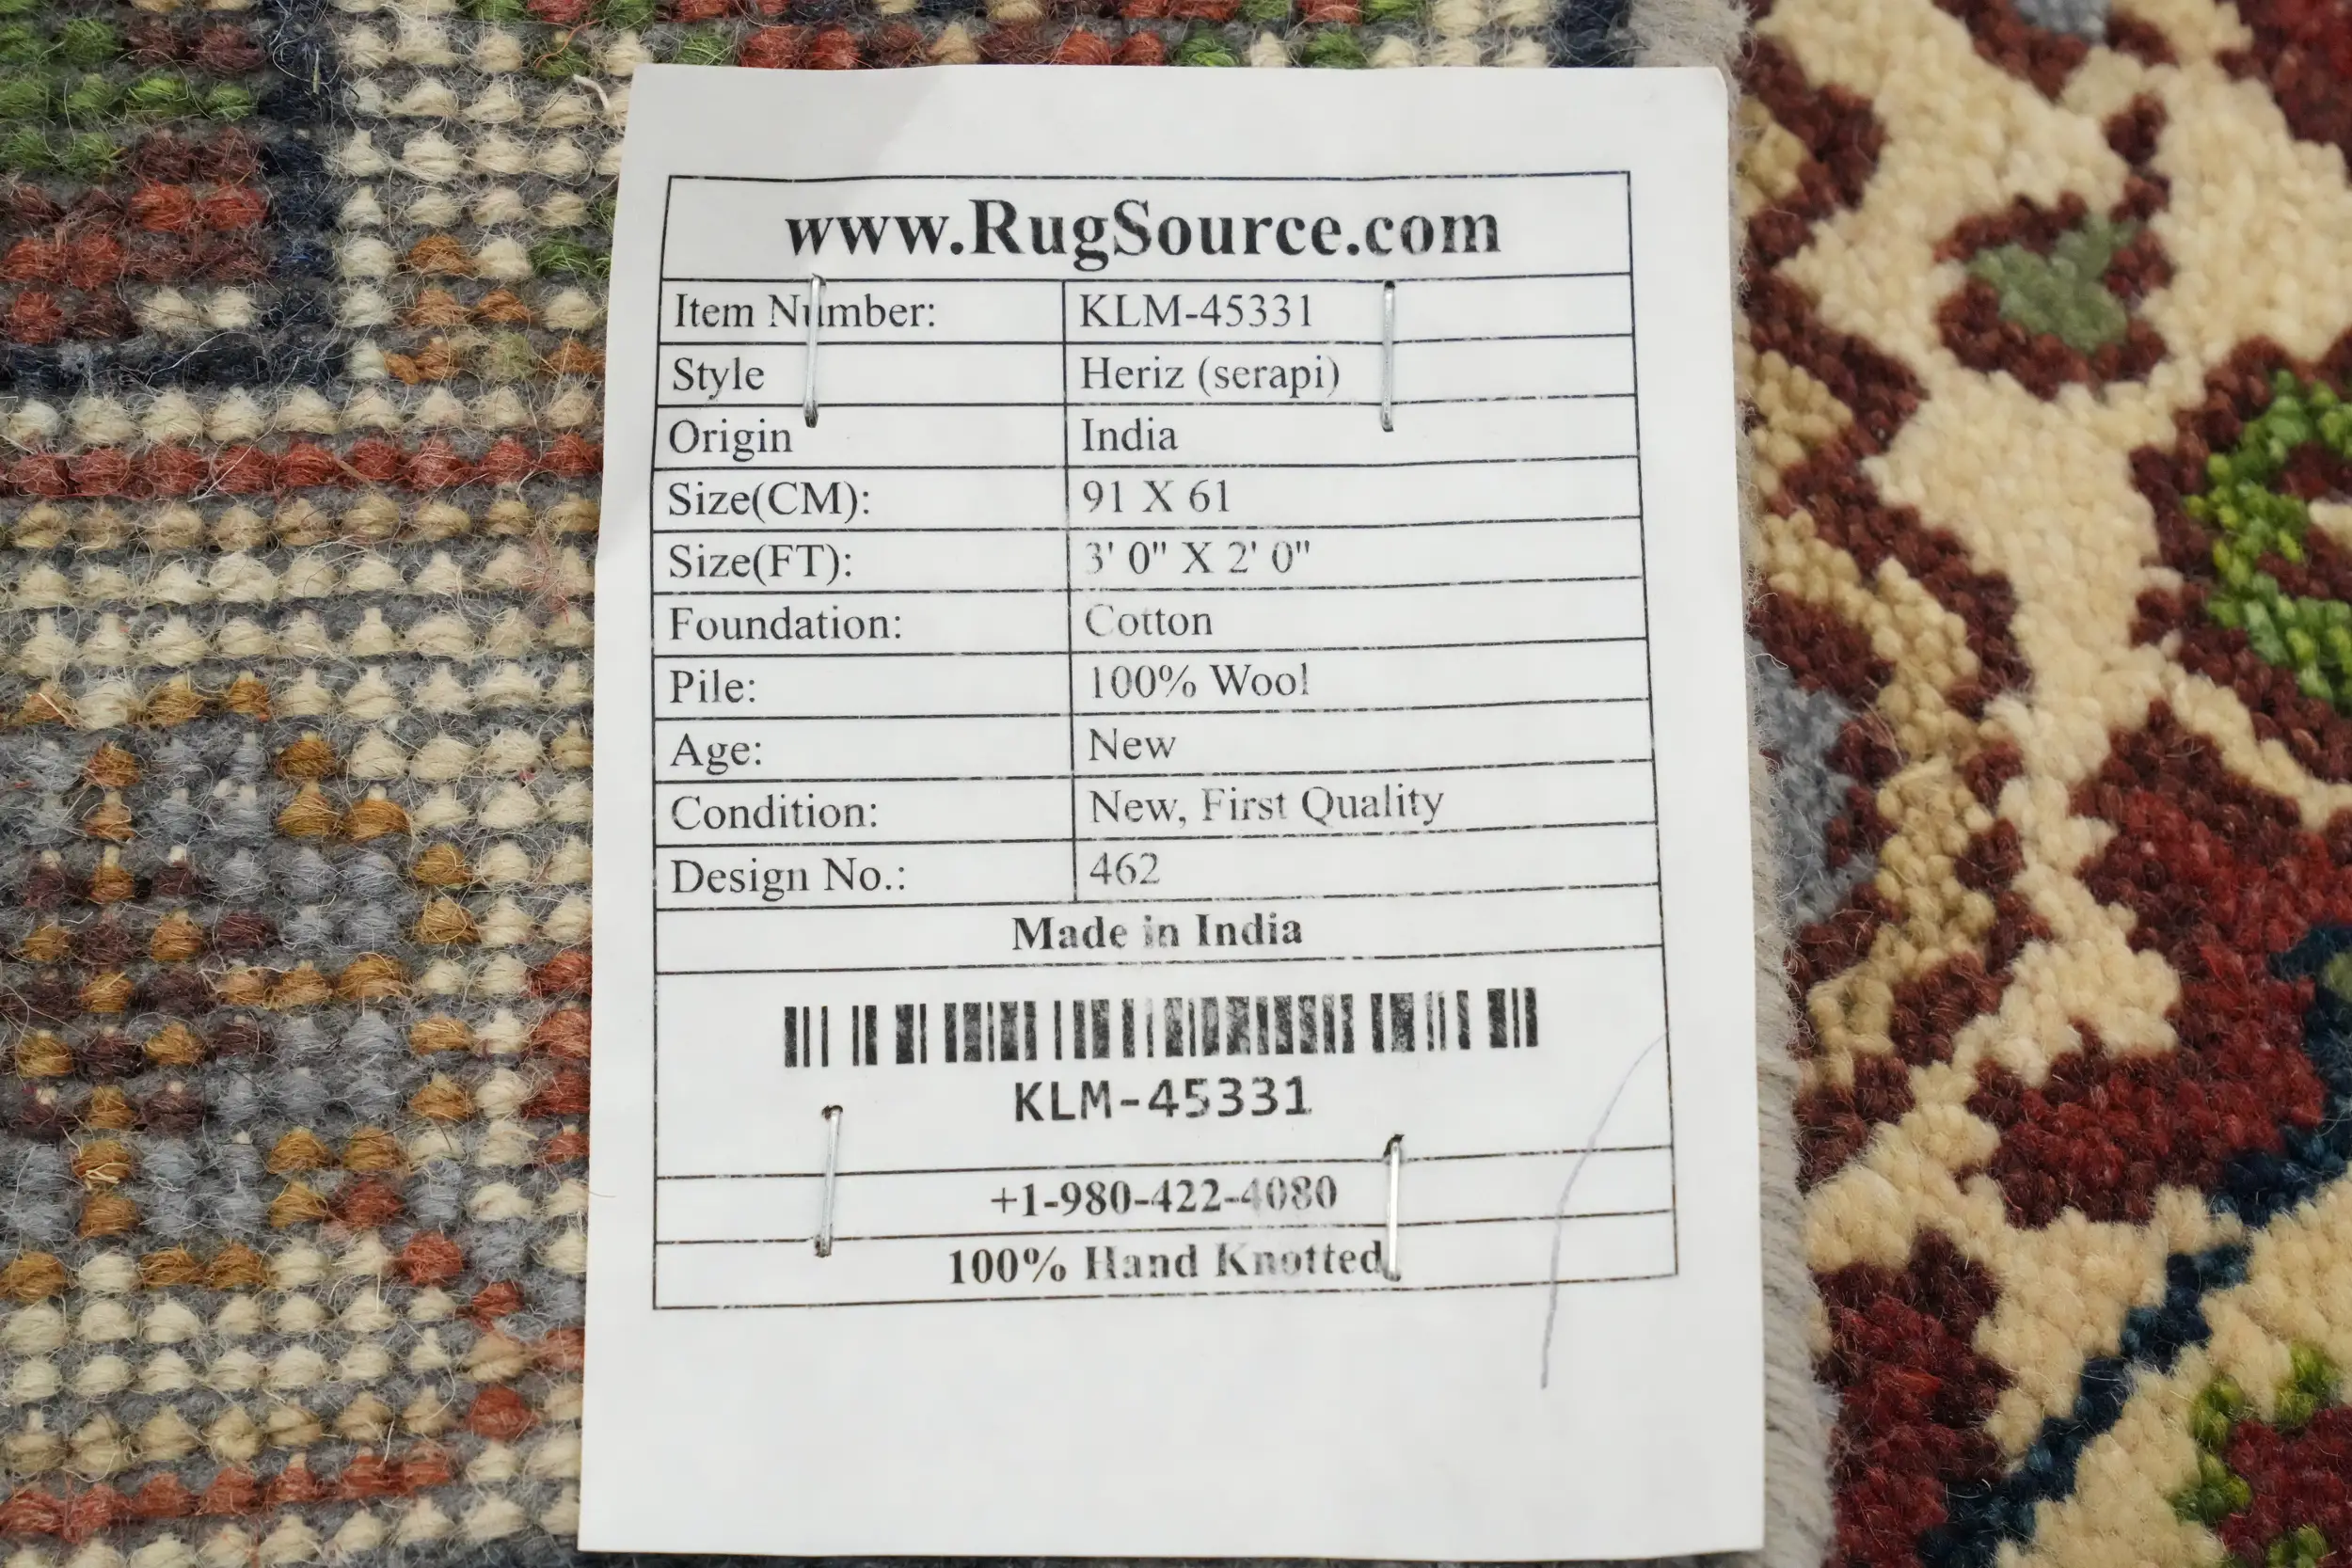 www.RugSource.com
Item Number: KLM-45331
Style Heriz (serapi)
Origin India
Size(CM): 91 X 61
Size(FT): 3' 0" X 2' 0"
Foundation: Cotton
Pile: 100% Wool
Age: New
Condition: New, First Quality
Design No.: 462
Made in India
KLM-45331
+1-980-422-4080
100% Hand Knotted